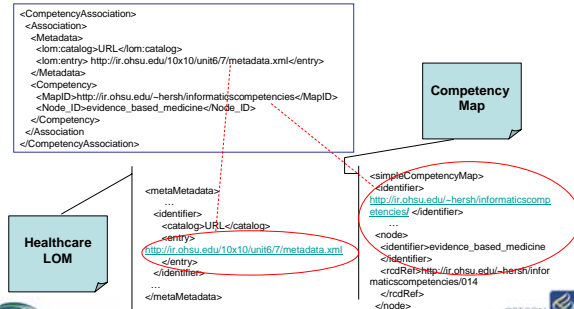 <CompetencyAssociation>
<Association>
<Metadata>
<lom:catalog>URL</lom:catalog>
<lom:entry> http://ir.ohsu.edu/10x10/unit6/7/metadata.xml</entry>
</Metadata>
<Competency>
<MapID>http://ir.ohsu.edu/~hersh/informaticscompetencies</MapID>
<Node_ID>evidence_based_medicine</Node_ID>
</Competency>
</Association
</CompetencyAssociation>
Competency
Map
Healthcare
LOM
<metaMetadata>
…
<identifier>
<catalog>URL</catalog>
<entry>
http://ir.ohsu.edu/10x10/unit6/7/metadata.xml
</entry>
</identifier>
…
</metaMetadata>
<simpleCompetencyMap>
<identifier>
http://ir.ohsu.edu/~hersh/informaticscomp
etencies/ </identifier>
…
<node>
<identifier>evidence_based_medicine
</identifier>
<rcdRef>http://ir.ohsu.edu/~hersh/infor
maticscompetencies/014
</rcdRef>
</node>